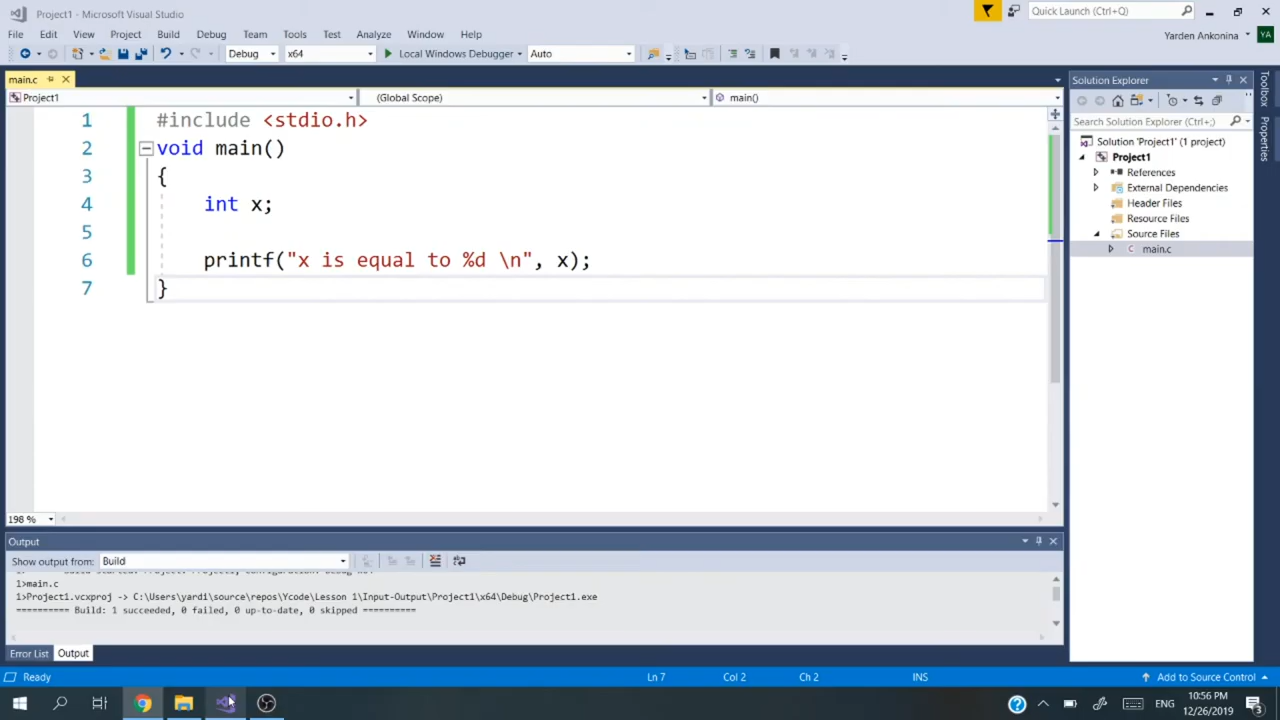 Project1 - Microsoft Visual Studio
Quick Launch (Ctrl+Q)
File Edit View Project Build Debug Team Tools Test Analyze Window Help
Yarden Ankonina YA
Debug x64 Local Windows Debugger Auto
main.c
Project1 (Global Scope) main()
1 #include <stdio.h>
2 void main()
3 {
4 int x;
5
6 printf("x is equal to %d \n", x);
7 }
198 %
Solution Explorer
Search Solution Explorer (Ctrl+;)
Solution 'Project1' (1 project)
Project1
References
External Dependencies
Header Files
Resource Files
Source Files
main.c
Toolbox
Properties
Output
Show output from: Build
1>main.c
1>Project1.vcxproj -> C:\Users\yardi\source\repos\Ycode\Lesson 1\Input-Output\Project1\x64\Debug\Project1.exe
========== Build: 1 succeeded, 0 failed, 0 up-to-date, 0 skipped ==========
Error List Output
Ready Ln 7 Col 2 Ch 2 INS Add to Source Control
ENG
10:56 PM
12/26/2019
3